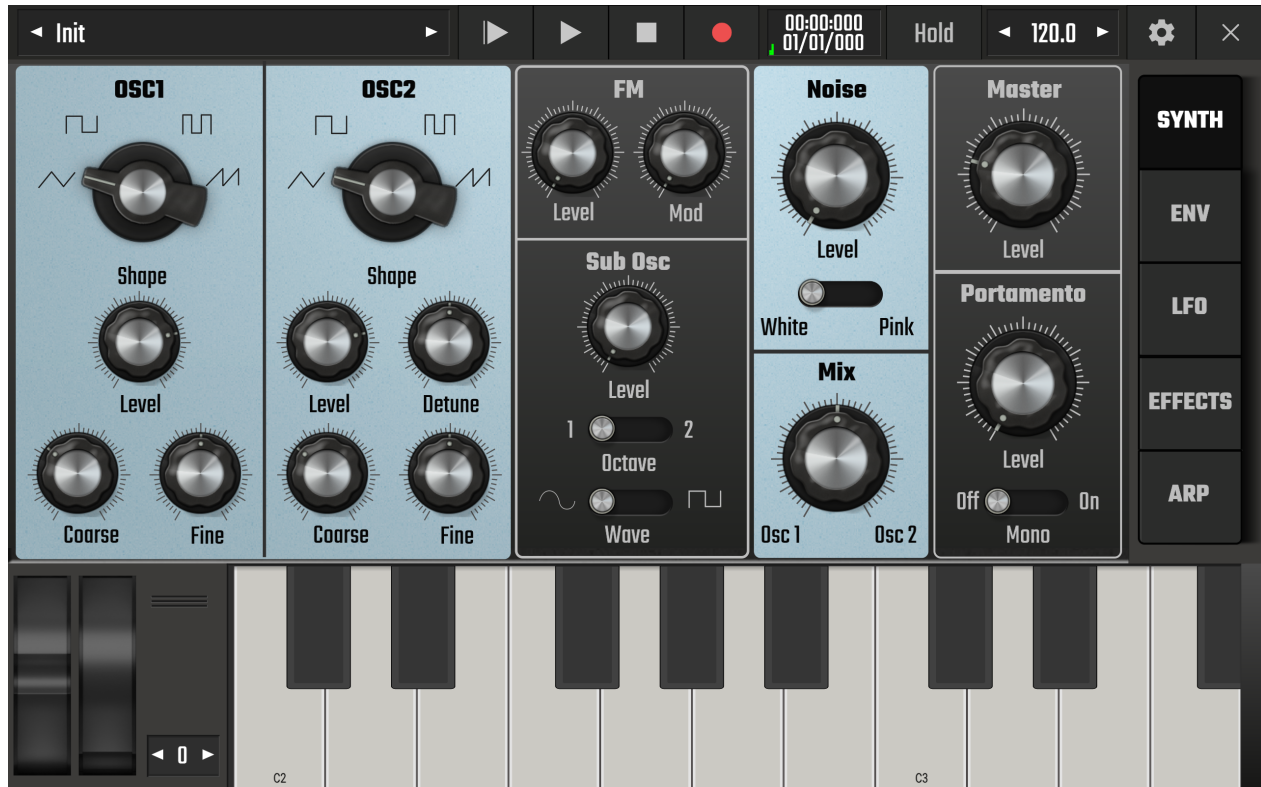 Init
00:00:000
01/01/000
Hold
120.0
OSC1
OSC2
FM
Noise
Master
SYNTH
Level
Mod
ENV
Shape
Shape
Sub Osc
Level
Level
White
Pink
Portamento
LFO
Level
Level
Detune
Level
Mix
EFFECTS
1
2
Octave
Level
Coarse
Fine
Coarse
Fine
Wave
Osc 1
Osc 2
Off
On
Mono
ARP
0
C2
C3